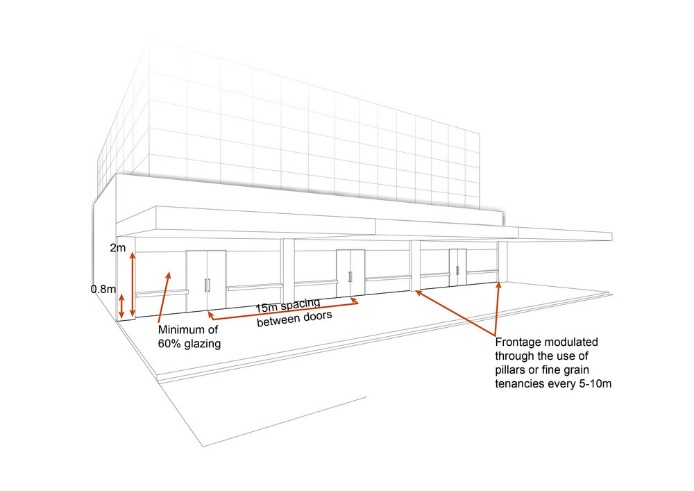 2m
0.8m
15m spacing
between doors
Minimum of
60% glazing
Frontage modulated
through the use of
pillars or fine grain
tenancies every 5-10m